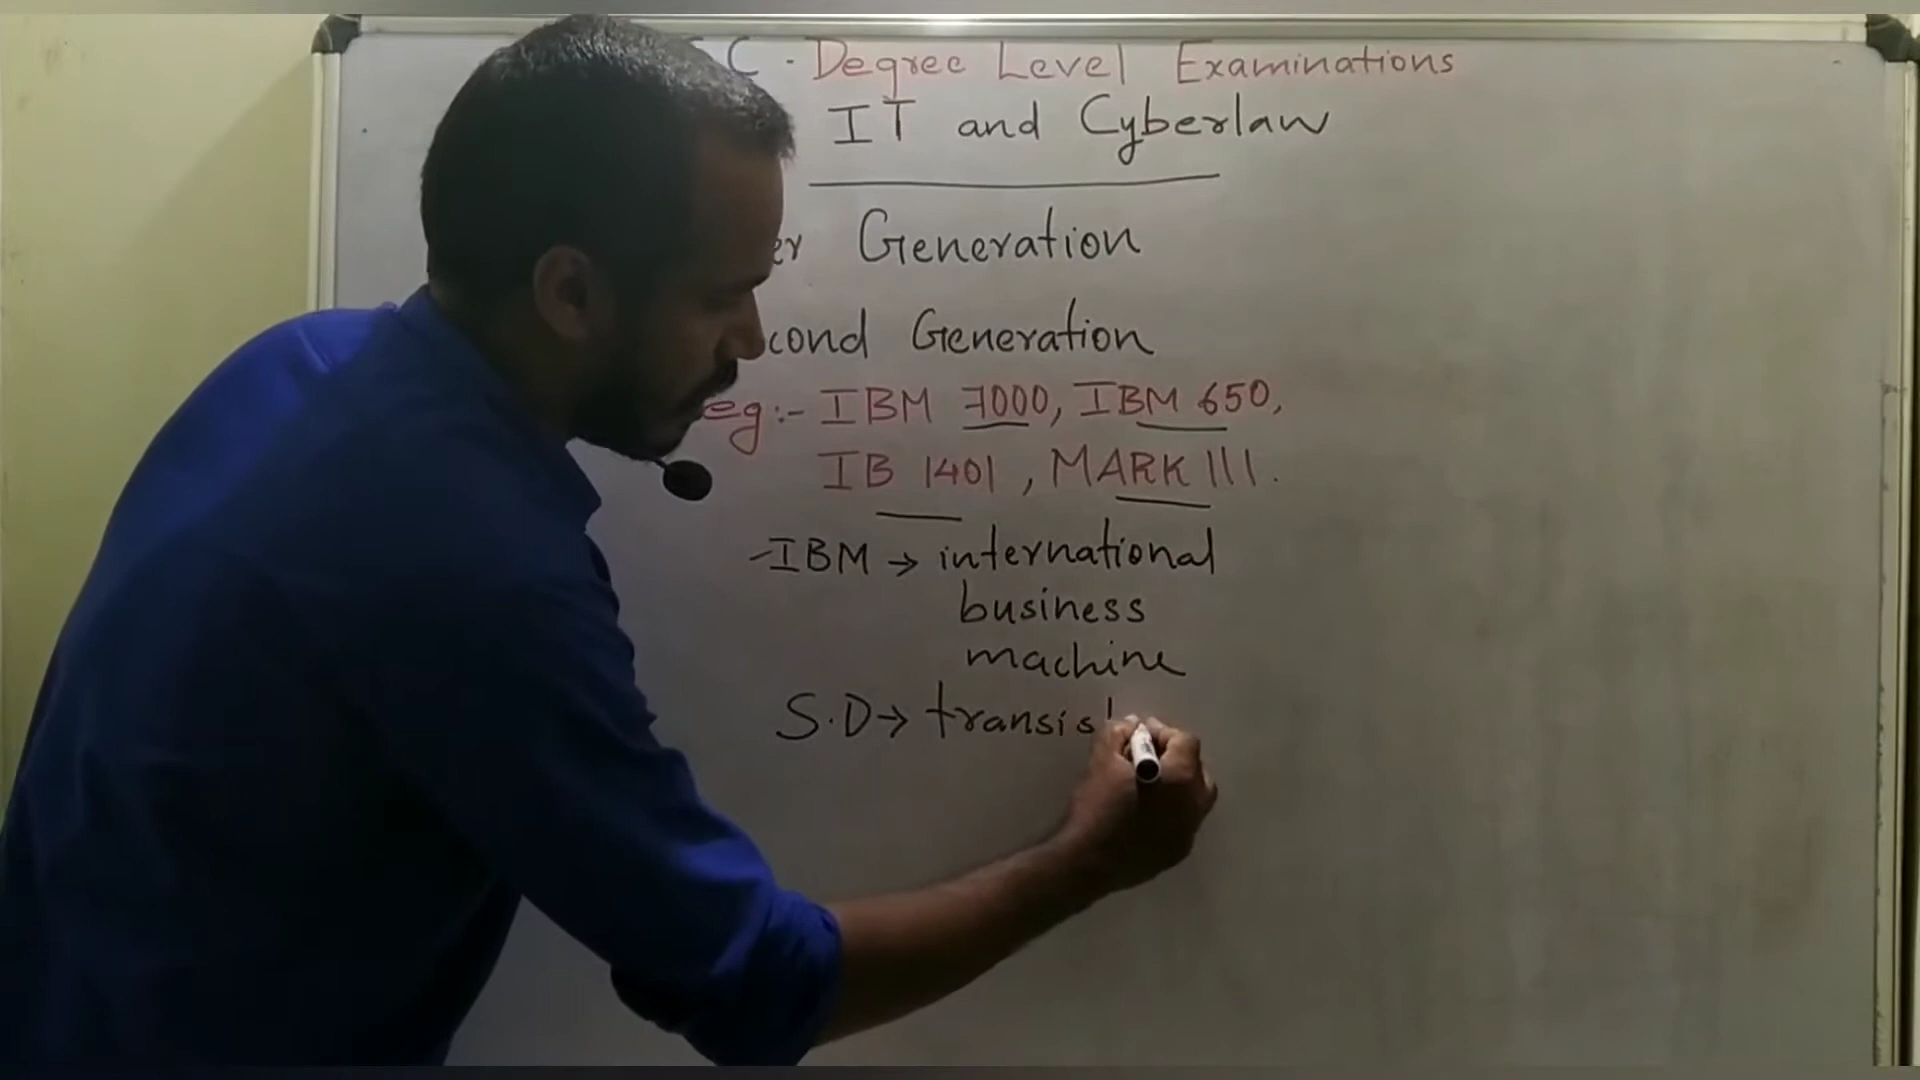 C. Degree Level Examinations
IT and Cyberlaw
er Generation
cond Generation
eg:- IBM 7000, IBM 650,
IB 1401, MARK III.
- IBM → international
business
machine
S.D → transist